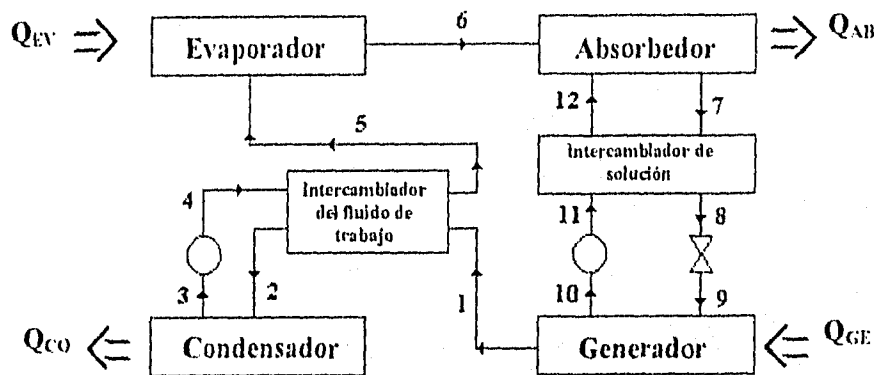 6
Q_EV
Evaporador
Absorbedor
Q_AB
12
7
5
Intercambiador de
solución
4
Intercambiador
del fluido de
trabajo
11
8
3
2
1
10
9
Q_CO
Condensador
Generador
Q_GE